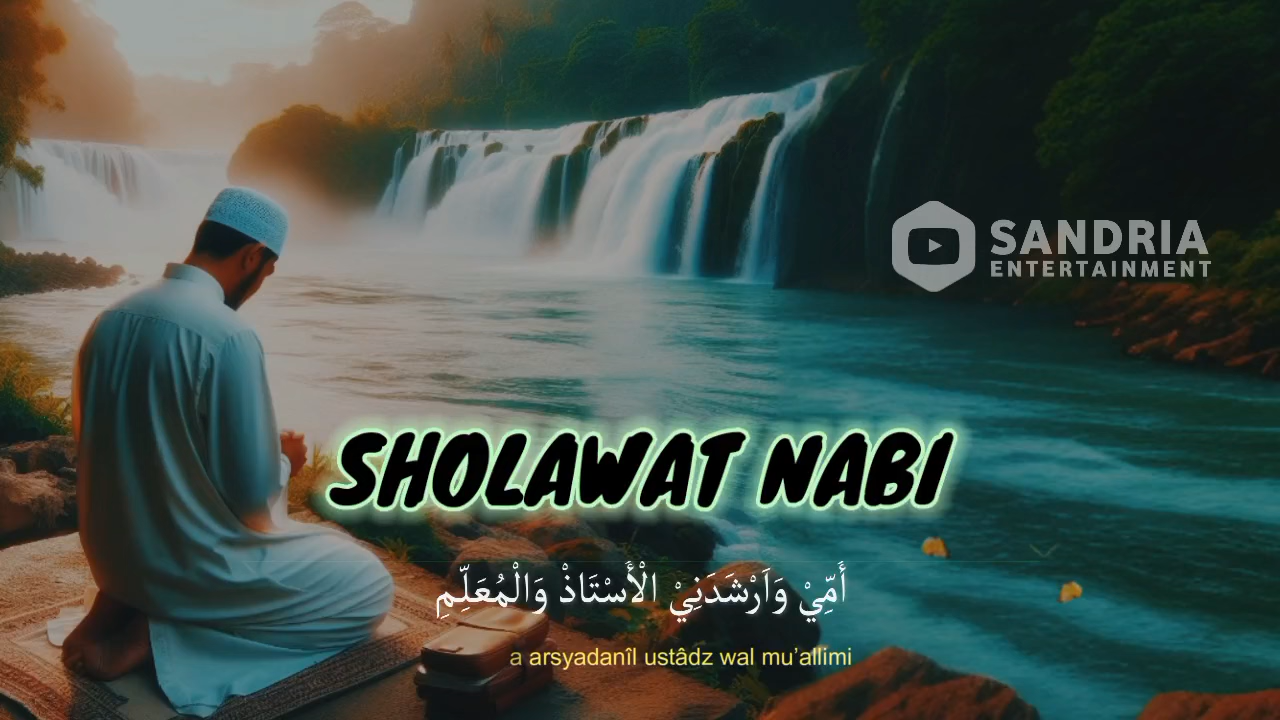 SANDRIA
ENTERTAINMENT
SHOLAWAT NABI
أَمِّيْ وَاَرْشَدَنِيْ الْأَسْتَاذْ وَالْمُعَلِّمِ
a arsyadanîl ustâdz wal mu’allimi